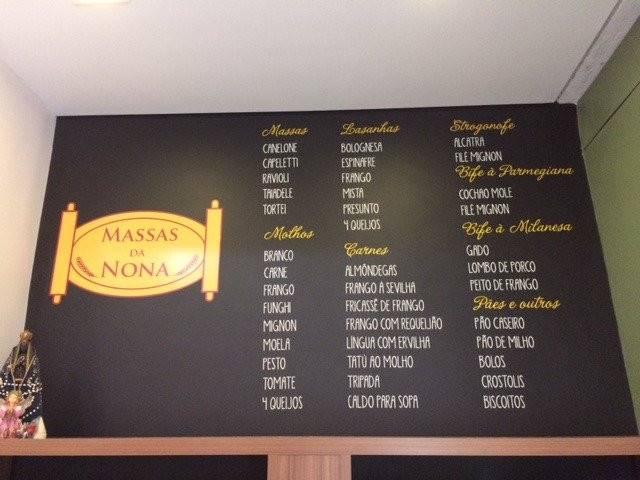 MASSAS
DA
NONA
Massas
CANELONE
CAPELETTI
RAVIOLI
TAIADELE
TORTEI
Molhos
BRANCO
CARNE
FRANGO
FUNGHI
MIGNON
MOELA
PESTO
TOMATE
4 QUEIJOS
Lasanhas
BOLOGNESA
ESPINAFRE
FRANGO
MISTA
PRESUNTO
4 QUEIJOS
Carnes
ALMÔNDEGAS
FRANGO À SEVILHA
FRICASSÊ DE FRANGO
FRANGO COM REQUEIJÃO
LÍNGUA COM ERVILHA
TATÚ AO MOLHO
TRIPADA
CALDO PARA SOPA
Strogonofe
ALCATRA
FILÉ MIGNON
Bife à Parmegiana
COCHAO MOLE
FILÉ MIGNON
Bife à Milanesa
GADO
LOMBO DE PORCO
PEITO DE FRANGO
Pães e outros
PÃO CASEIRO
PÃO DE MILHO
BOLOS
CROSTOLIS
BISCOITOS